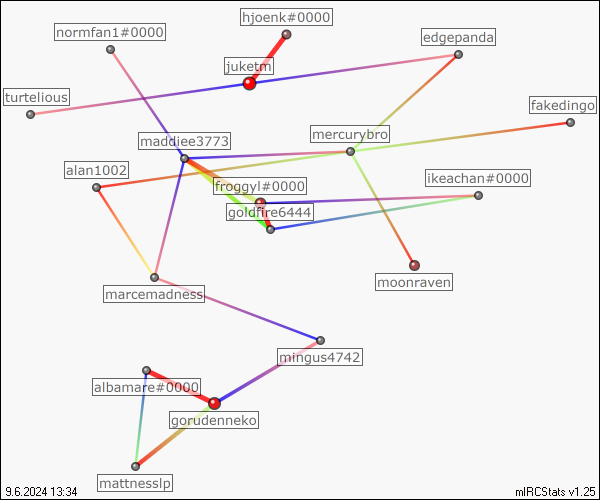 hjoenk#0000
normfan1#0000
edgepanda
juketm
turtelious
fakedingo
mercurybro
maddiee3773
alan1002
ikeachan#0000
froggyl#0000
goldfire6444
moonraven
marcemadness
mingus4742
albamare#0000
gorudenneko
mattnesslp
9.6.2024 13:34
mIRCStats v1.25